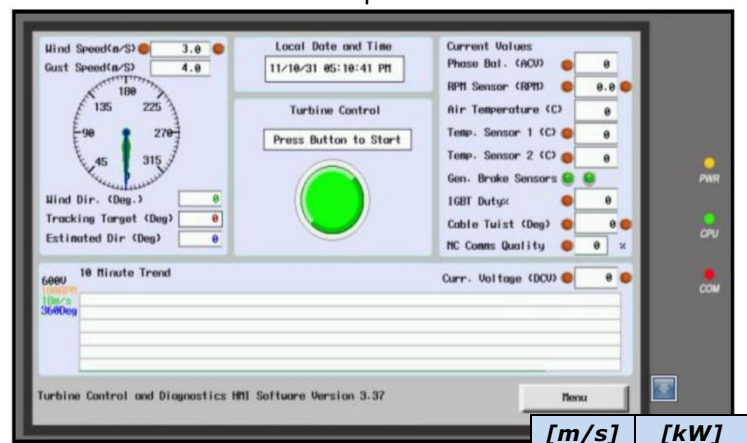 Wind Speed(m/S) 3.0
Gust Speed(m/S) 4.0
180
135 225
90 270
45 315
Wind Dir. (Deg.) 0
Tracking Target (Deg) 0
Estimated Dir (Deg) 0
Local Date and Time
11/10/31 05:10:41 PM
Turbine Control
Press Button to Start
Current Values
Phase Bal. (ACV) 0
RPM Sensor (RPM) 0.0
Air Temperature (C) 0
Temp. Sensor 1 (C) 0
Temp. Sensor 2 (C) 0
Gen. Brake Sensors
IGBT Duty% 0
Cable Twist (Deg) 0
NC Comms Quality 0 %
10 Minute Trend
Curr. Voltage (DCV) 0
600V
360Deg
Turbine Control and Diagnostics HMI Software Version 3.37
Menu
PWR
CPU
COM
[m/s] [kW]